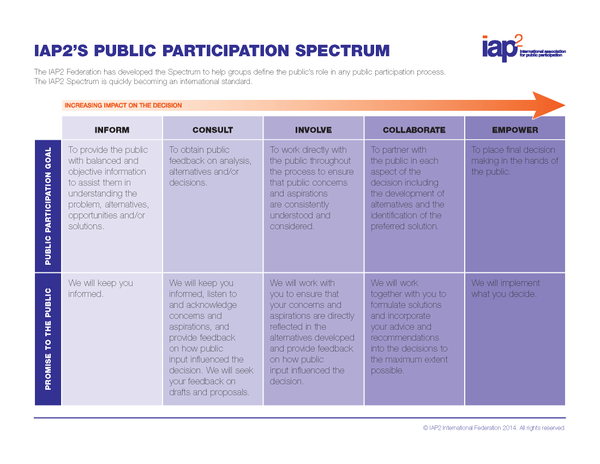 IAP2'S PUBLIC PARTICIPATION SPECTRUM
iap2
international association
for public participation
The IAP2 Federation has developed the Spectrum to help groups define the public's role in any public participation process.
The IAP2 Spectrum is quickly becoming an international standard.
INCREASING IMPACT ON THE DECISION
INFORM
CONSULT
INVOLVE
COLLABORATE
EMPOWER
PUBLIC PARTICIPATION GOAL
To provide the public
with balanced and
objective information
to assist them in
understanding the
problem, alternatives,
opportunities and/or
solutions.
To obtain public
feedback on analysis,
alternatives and/or
decisions.
To work directly with
the public throughout
the process to ensure
that public concerns
and aspirations
are consistently
understood and
considered.
To partner with
the public in each
aspect of the
decision including
the development of
alternatives and the
identification of the
preferred solution.
To place final decision
making in the hands of
the public.
PROMISE TO THE PUBLIC
We will keep you
informed.
We will keep you
informed, listen to
and acknowledge
concerns and
aspirations, and
provide feedback
on how public
input influenced the
decision. We will seek
your feedback on
drafts and proposals.
We will work with
you to ensure that
your concerns and
aspirations are directly
reflected in the
alternatives developed
and provide feedback
on how public
input influenced the
decision.
We will work
together with you to
formulate solutions
and incorporate
your advice and
recommendations
into the decisions to
the maximum extent
possible.
We will implement
what you decide.
© IAP2 International Federation 2014. All rights reserved.